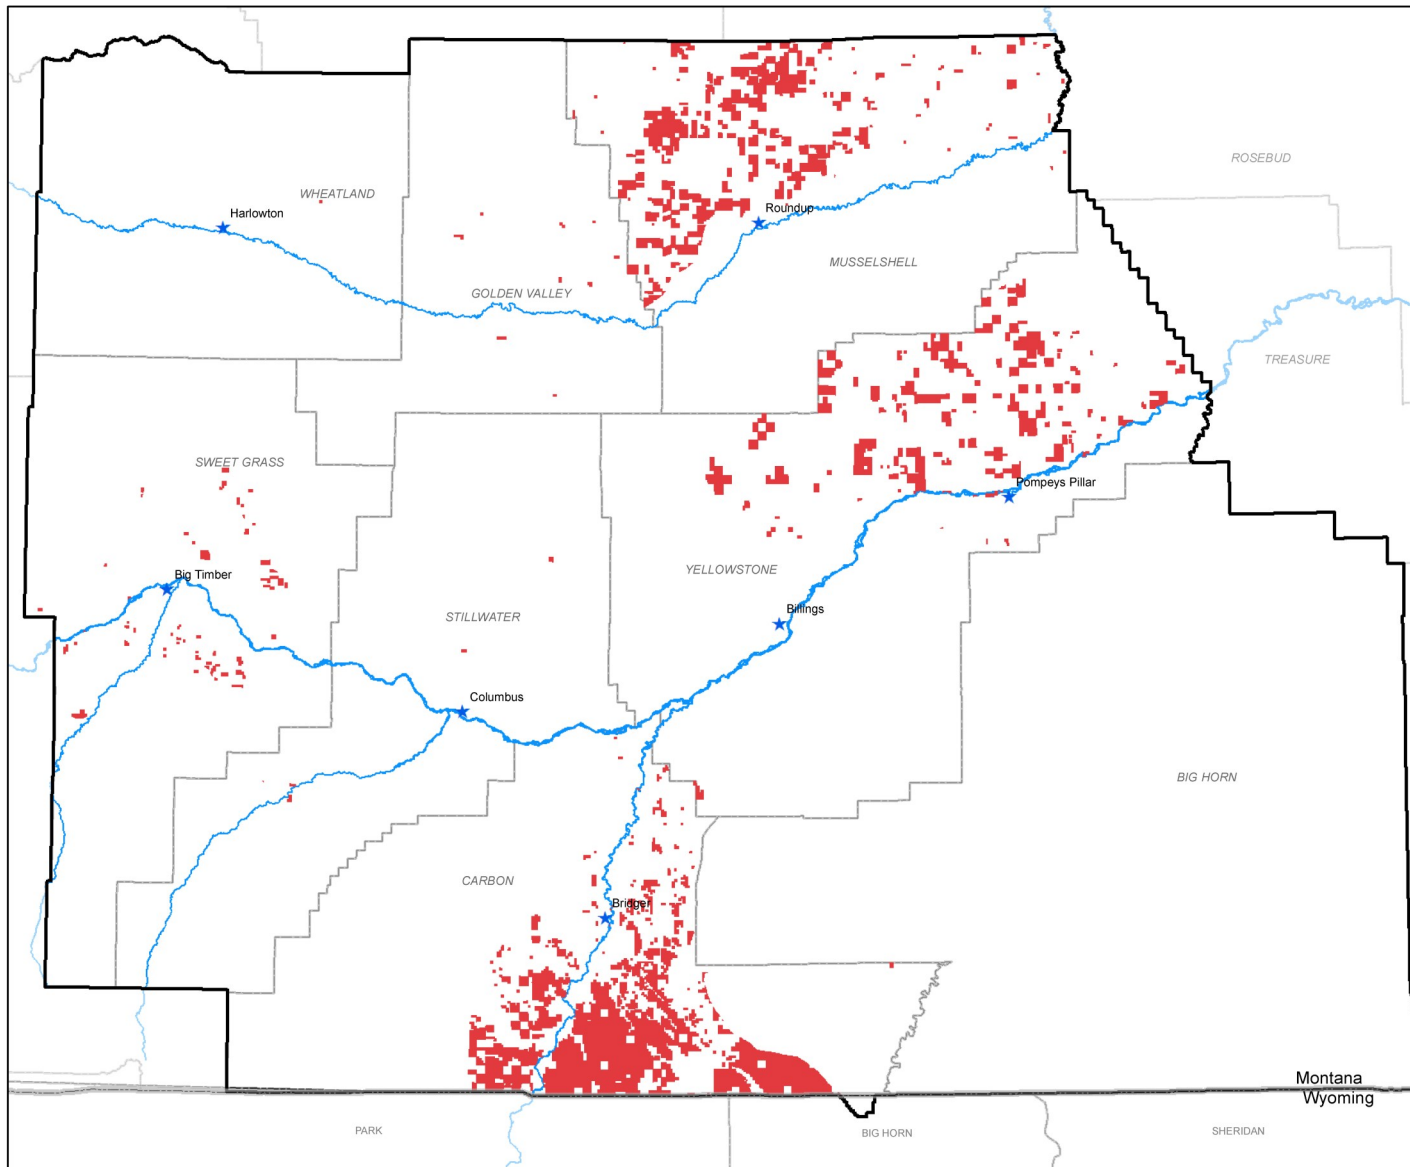 ROSEBUD
WHEATLAND
Harlowton
Roundup
MUSSELSHELL
GOLDEN VALLEY
TREASURE
SWEET GRASS
Pompeys Pillar
Big Timber
YELLOWSTONE
Billings
STILLWATER
Columbus
BIG HORN
CARBON
Bridger
Montana
Wyoming
PARK
BIG HORN
SHERIDAN